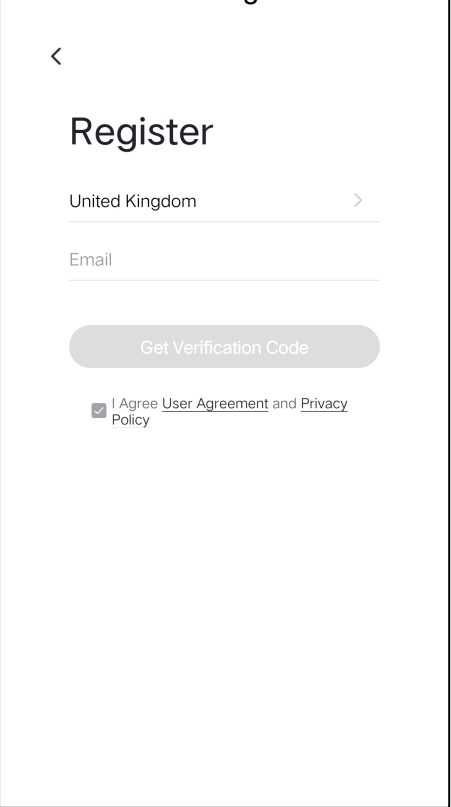 Register
United Kingdom
Email
Get Verification Code
I Agree User Agreement and Privacy
Policy